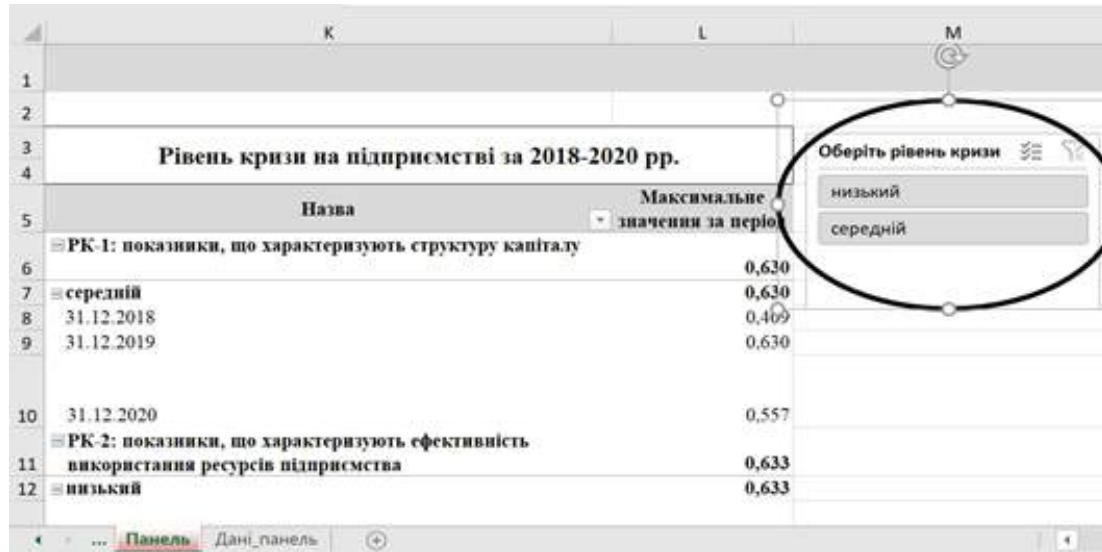 K L M
1
2
3 Рівень кризи на підприємстві за 2018-2020 рр.
4
Оберіть рівень кризи
низький
середній
5 Назва Максимальне значення за період
РК-1: показники, що характеризують структуру капіталу
6 0,630
7 середній 0,630
8 31.12.2018 0,469
9 31.12.2019 0,630
10 31.12.2020 0,557
РК-2: показники, що характеризують ефективність
11 використання ресурсів підприємства 0,633
12 низький 0,633
... Панель Дані_панель